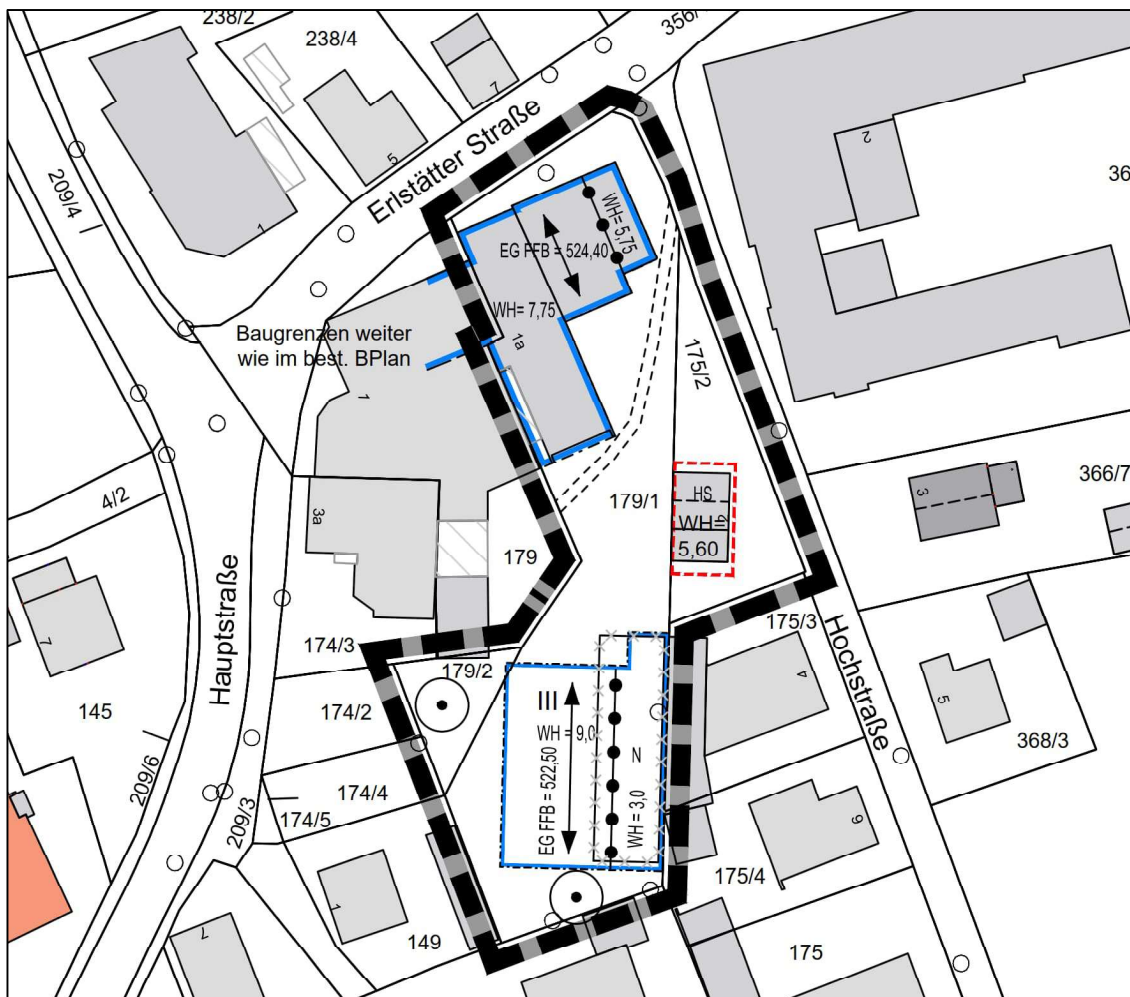 238/2
238/4
356/
7
5
1
2
36
209/4
Erlstätter Straße
WH= 5,75
EG FFB = 524,40
WH= 7,75
1a
Baugrenzen weiter
wie im best. BPlan
1
175/2
4/2
3a
179/1
HS
WH=
5,60
3
366/7
179
7
Hauptstraße
174/3
179/2
175/3
Hochstraße
4
5
145
174/2
III
WH = 9,0
EG FFB = 522,50
N
WH = 3,0
368/3
209/6
209/3
174/4
174/5
175/4
1
149
7
175